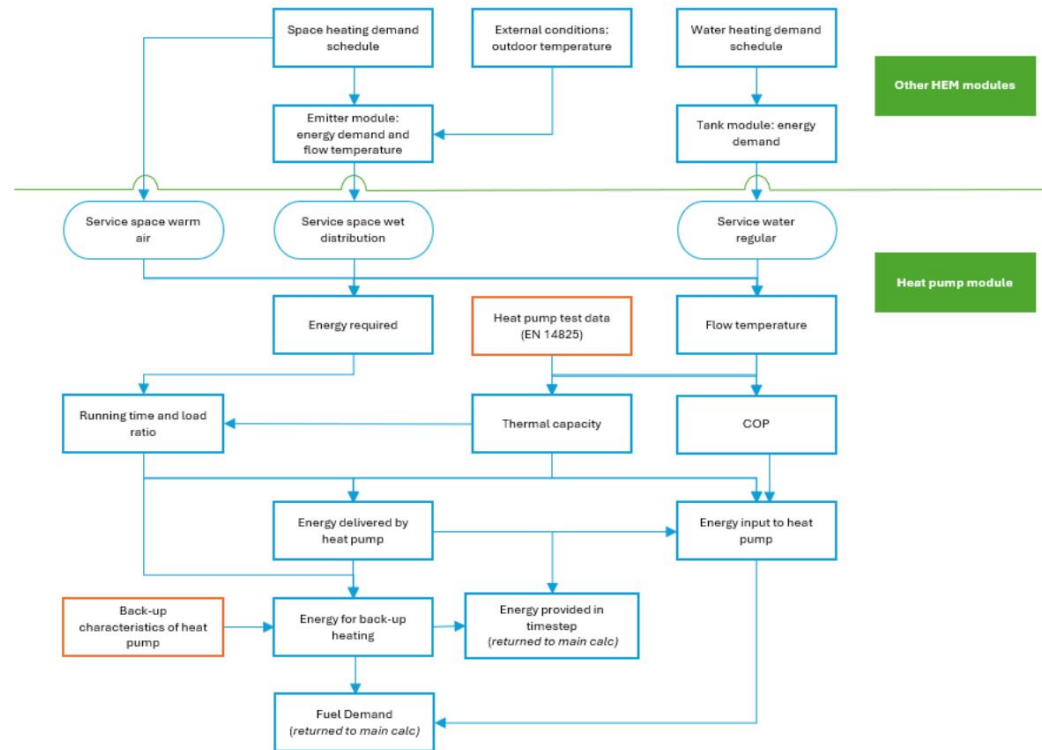 Space heating demand
schedule
External conditions:
outdoor temperature
Water heating demand
schedule
Other HEM modules
Emitter module:
energy demand and
flow temperature
Tank module: energy
demand
Service space warm
air
Service space wet
distribution
Service water
regular
Heat pump module
Energy required
Heat pump test data
(EN 14825)
Flow temperature
Running time and load
ratio
Thermal capacity
COP
Energy delivered by
heat pump
Energy input to heat
pump
Back-up
characteristics of heat
pump
Energy for back-up
heating
Energy provided in
timestep
(returned to main calc)
Fuel Demand
(returned to main calc)